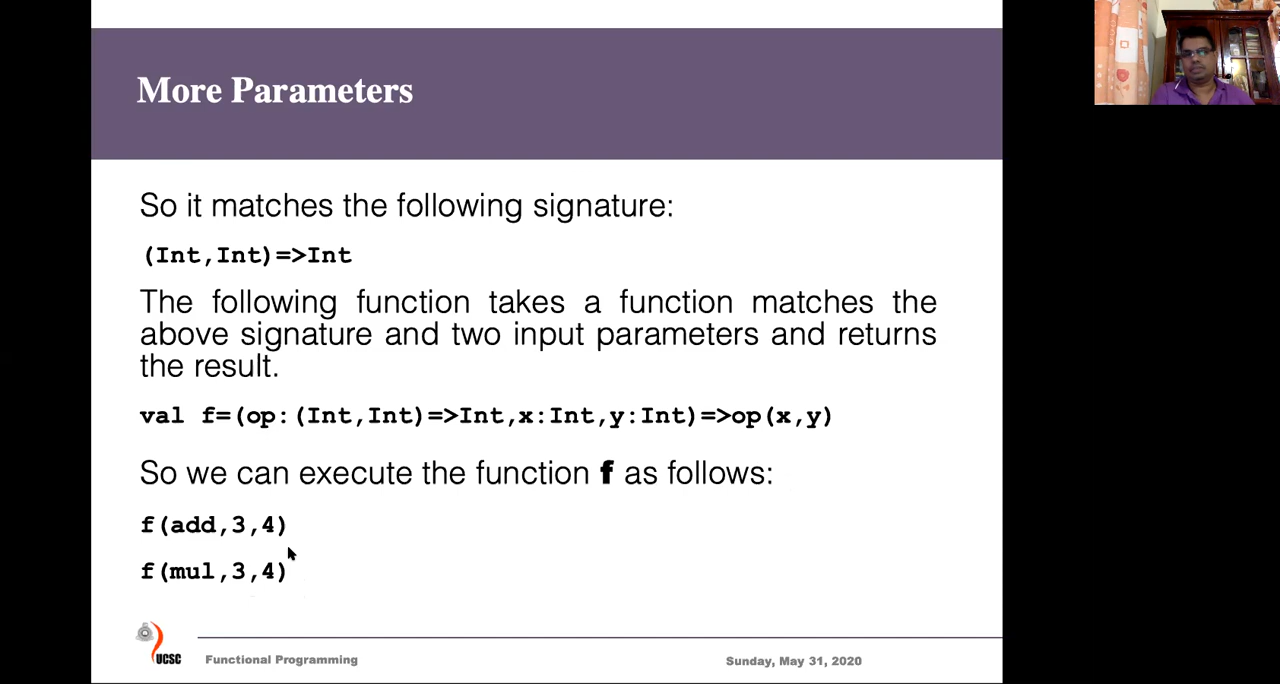 More Parameters
So it matches the following signature:
(Int,Int)=>Int
The following function takes a function matches the
above signature and two input parameters and returns
the result.
val f=(op:(Int,Int)=>Int,x:Int,y:Int)=>op(x,y)
So we can execute the function f as follows:
f(add,3,4)
f(mul,3,4)
UCSC
Functional Programming
Sunday, May 31, 2020